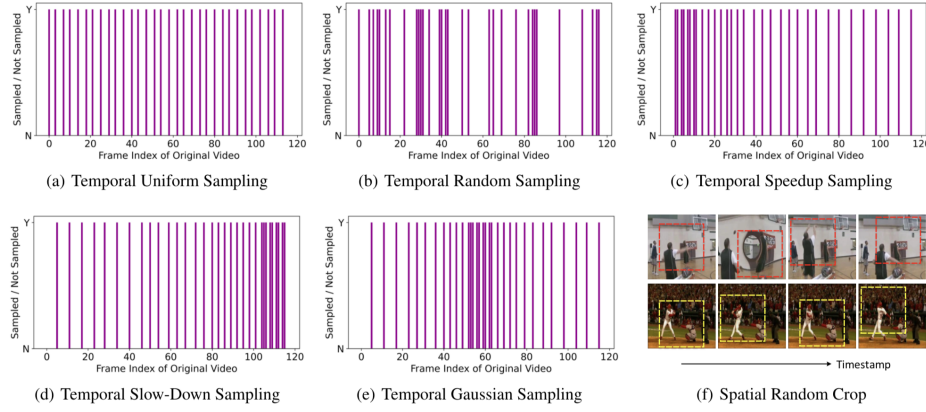 Y
Sampled / Not Sampled
N
0 20 40 60 80 100 120
Frame Index of Original Video
(a) Temporal Uniform Sampling
Y
Sampled / Not Sampled
N
0 20 40 60 80 100 120
Frame Index of Original Video
(b) Temporal Random Sampling
Y
Sampled / Not Sampled
N
0 20 40 60 80 100 120
Frame Index of Original Video
(c) Temporal Speedup Sampling
Y
Sampled / Not Sampled
N
0 20 40 60 80 100 120
Frame Index of Original Video
(d) Temporal Slow-Down Sampling
Y
Sampled / Not Sampled
N
0 20 40 60 80 100 120
Frame Index of Original Video
(e) Temporal Gaussian Sampling
Timestamp
(f) Spatial Random Crop